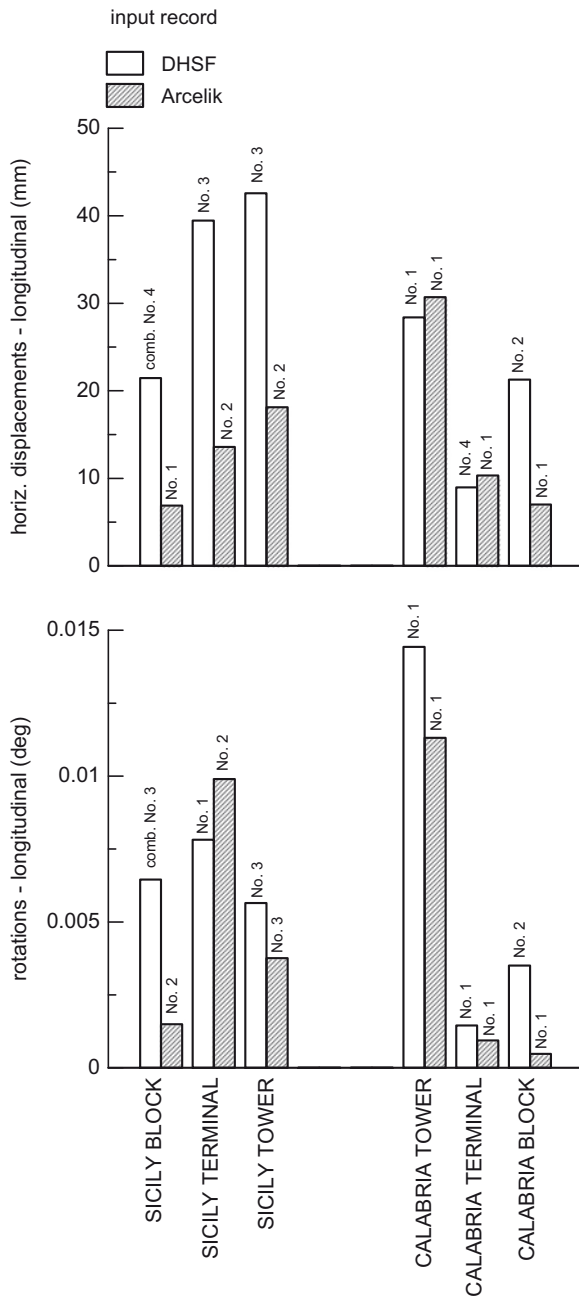 input record
DHSF
Arcelik
horiz. displacements - longitudinal (mm)
50
40
30
20
10
0
comb. No. 4
No. 1
No. 3
No. 2
No. 3
No. 2
No. 1
No. 1
No. 4
No. 1
No. 2
No. 1
rotations - longitudinal (deg)
0.015
0.01
0.005
0
comb. No. 3
No. 2
No. 1
No. 2
No. 3
No. 3
No. 1
No. 1
No. 1
No. 1
No. 2
No. 1
SICILY BLOCK
SICILY TERMINAL
SICILY TOWER
CALABRIA TOWER
CALABRIA TERMINAL
CALABRIA BLOCK